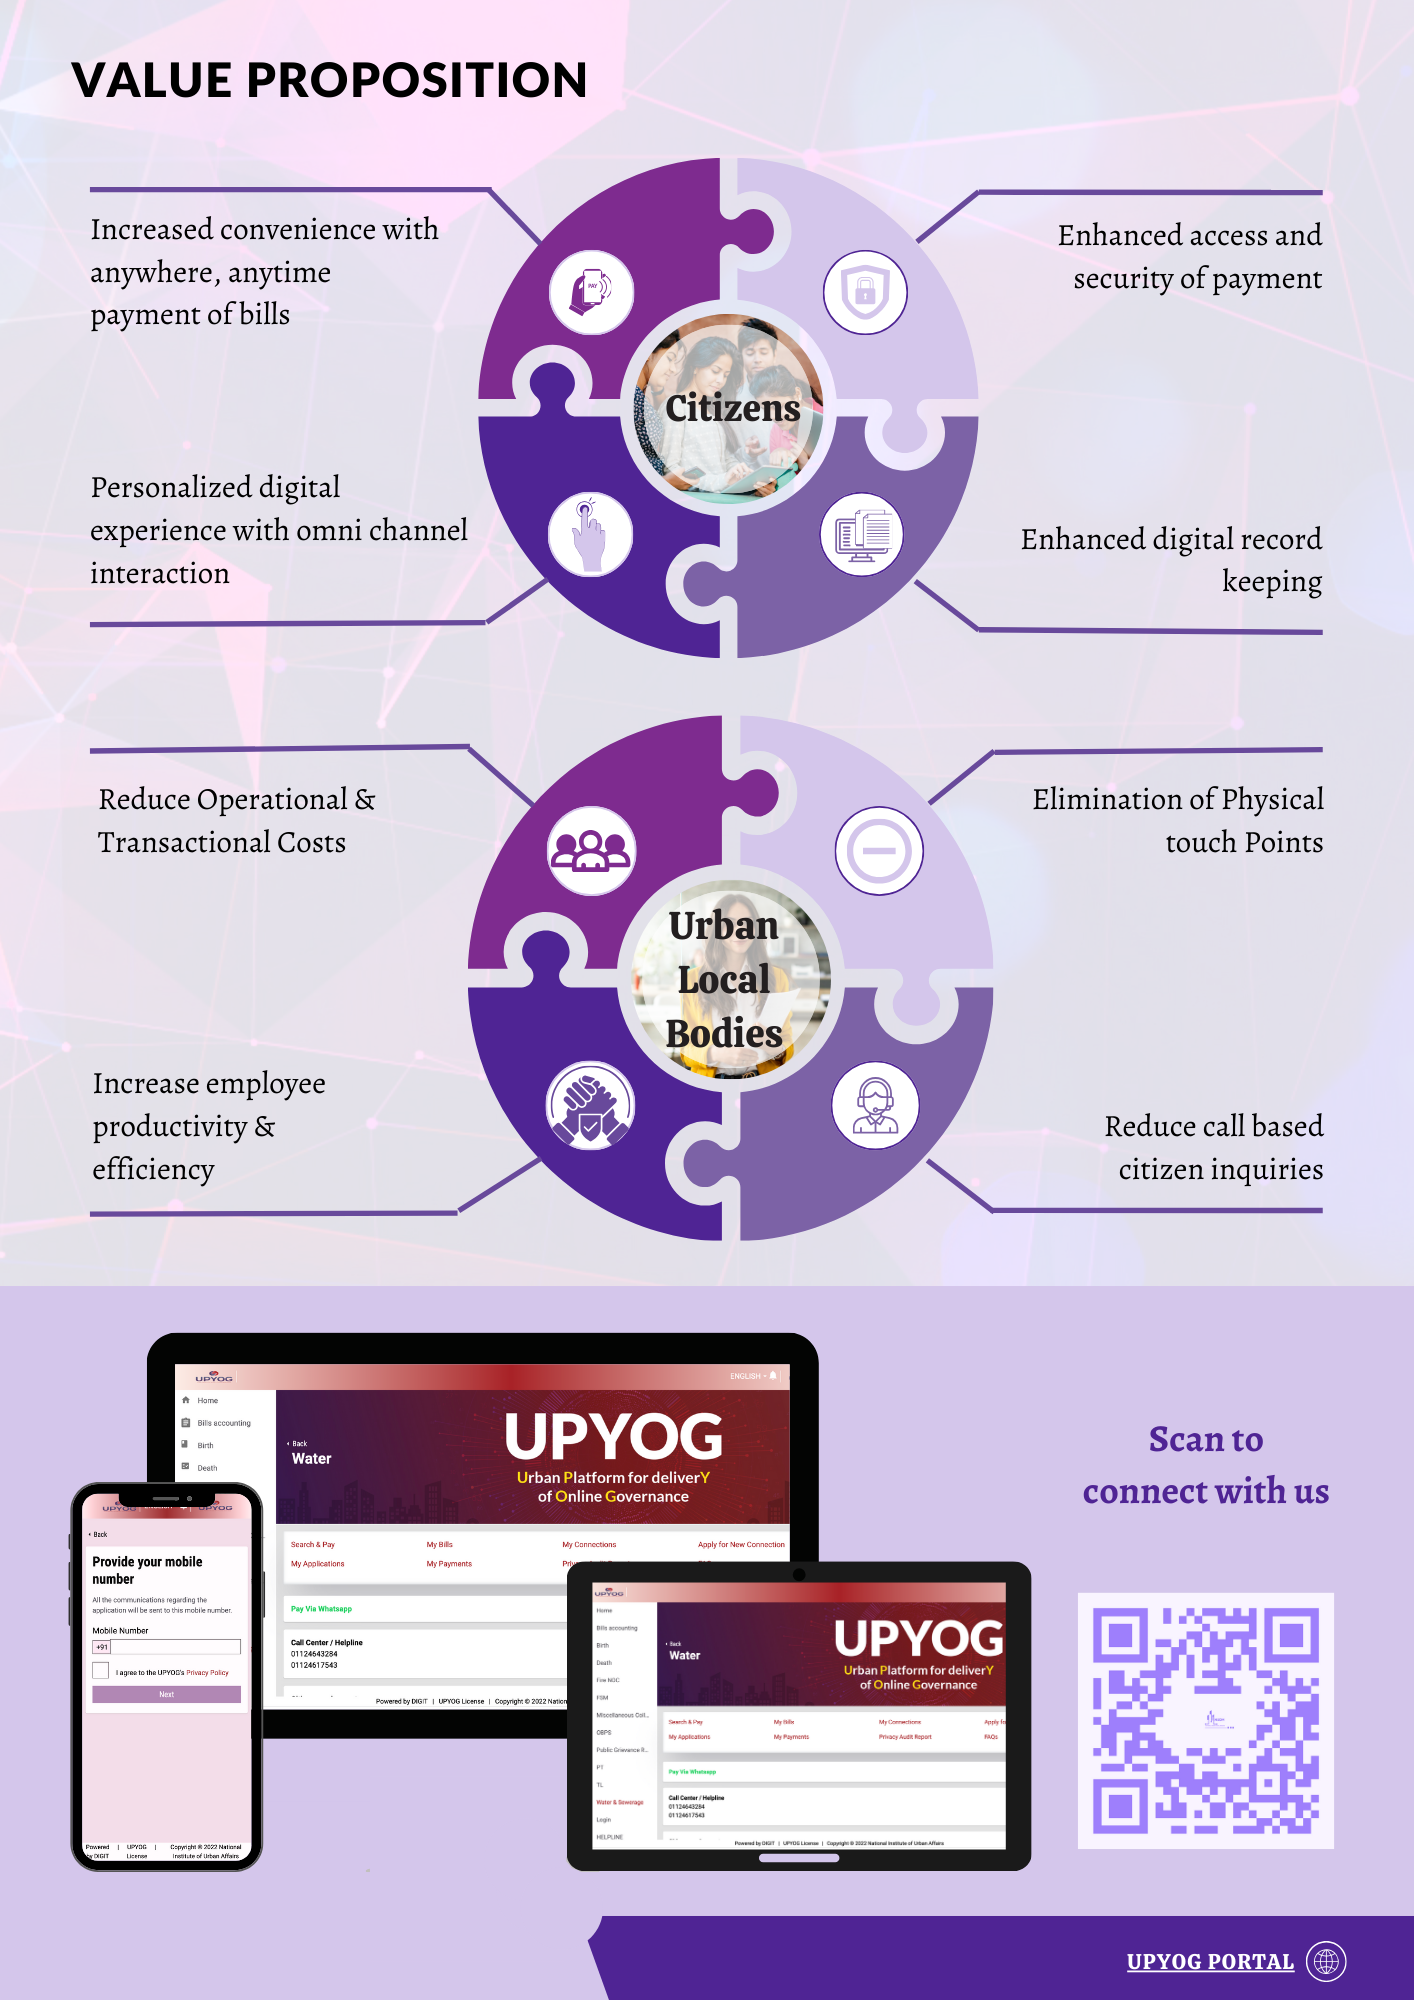 VALUE PROPOSITION
Increased convenience with
anywhere, anytime
payment of bills
Enhanced access and
security of payment
PAY
Citizens
Personalized digital
experience with omni channel
interaction
Enhanced digital record
keeping
Reduce Operational &
Transactional Costs
Elimination of Physical
touch Points
Urban
Local
Bodies
Increase employee
productivity &
efficiency
Reduce call based
citizen inquiries
UPYOG
ENGLISH
Home
Bills accounting
Birth
Death
Back
Water
UPYOG
Urban Platform for deliverY
of Online Governance
Search & Pay
My Bills
My Connections
Apply for New Connection
My Applications
My Payments
Pay Via Whatsapp
Call Center / Helpline
01124643284
01124617543
Powered by DIGIT | UPYOG License | Copyright © 2022 Nation
UPYOG UPYOG
Back
Provide your mobile
number
All the communications regarding the
application will be sent to this mobile number.
Mobile Number
+91
I agree to the UPYOG's Privacy Policy
Next
Powered | UPYOG | Copyright © 2022 National
by DIGIT License Institute of Urban Affairs
UPYOG
Home
Bills accounting
Birth
Death
Fire NOC
FSM
Miscellaneous Coll...
OBPS
Public Grievance R...
PT
TL
Water & Sewerage
Login
HELPLINE
Back
Water
UPYOG
Urban Platform for deliverY
of Online Governance
Search & Pay
My Bills
My Connections
Apply fo
My Applications
My Payments
Privacy Audit Report
FAQs
Pay Via Whatsapp
Call Center / Helpline
01124643284
01124617543
Powered by DIGIT | UPYOG License | Copyright © 2022 National Institute of Urban Affairs
Scan to
connect with us
UPYOG PORTAL